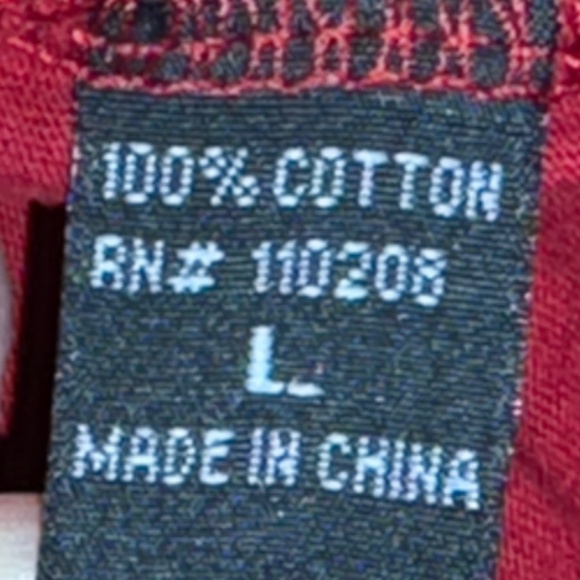 100% COTTON
RN# 110208
L
MADE IN CHINA